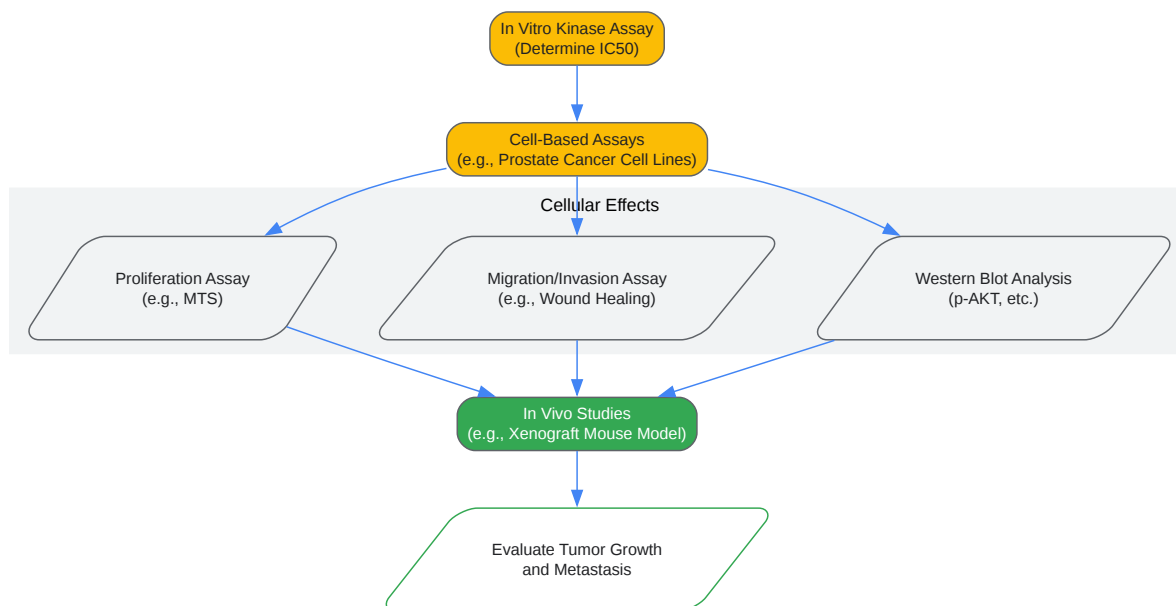 In Vitro Kinase Assay
(Determine IC50)
Cell-Based Assays
(e.g., Prostate Cancer Cell Lines)
Cellular Effects
Proliferation Assay
(e.g., MTS)
Migration/Invasion Assay
(e.g., Wound Healing)
Western Blot Analysis
(p-AKT, etc.)
In Vivo Studies
(e.g., Xenograft Mouse Model)
Evaluate Tumor Growth
and Metastasis